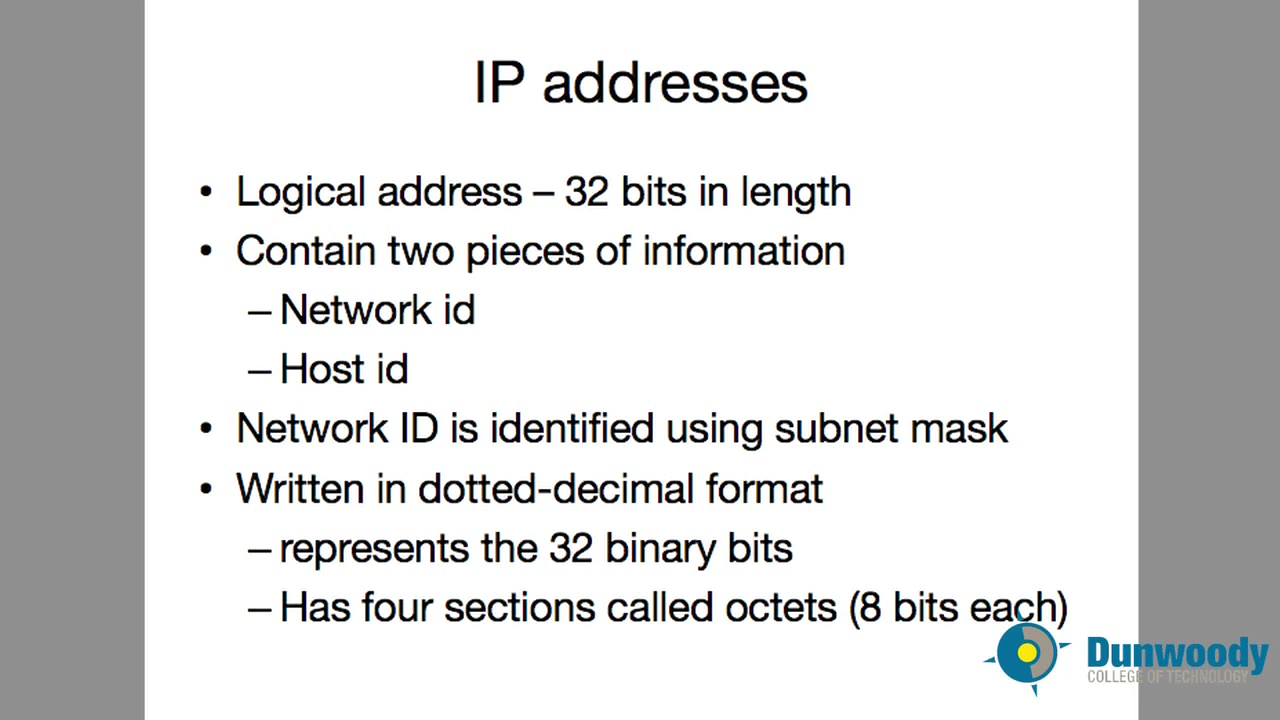 IP addresses
• Logical address – 32 bits in length
• Contain two pieces of information
– Network id
– Host id
• Network ID is identified using subnet mask
• Written in dotted-decimal format
– represents the 32 binary bits
– Has four sections called octets (8 bits each)
Dunwoody
COLLEGE OF TECHNOLOGY